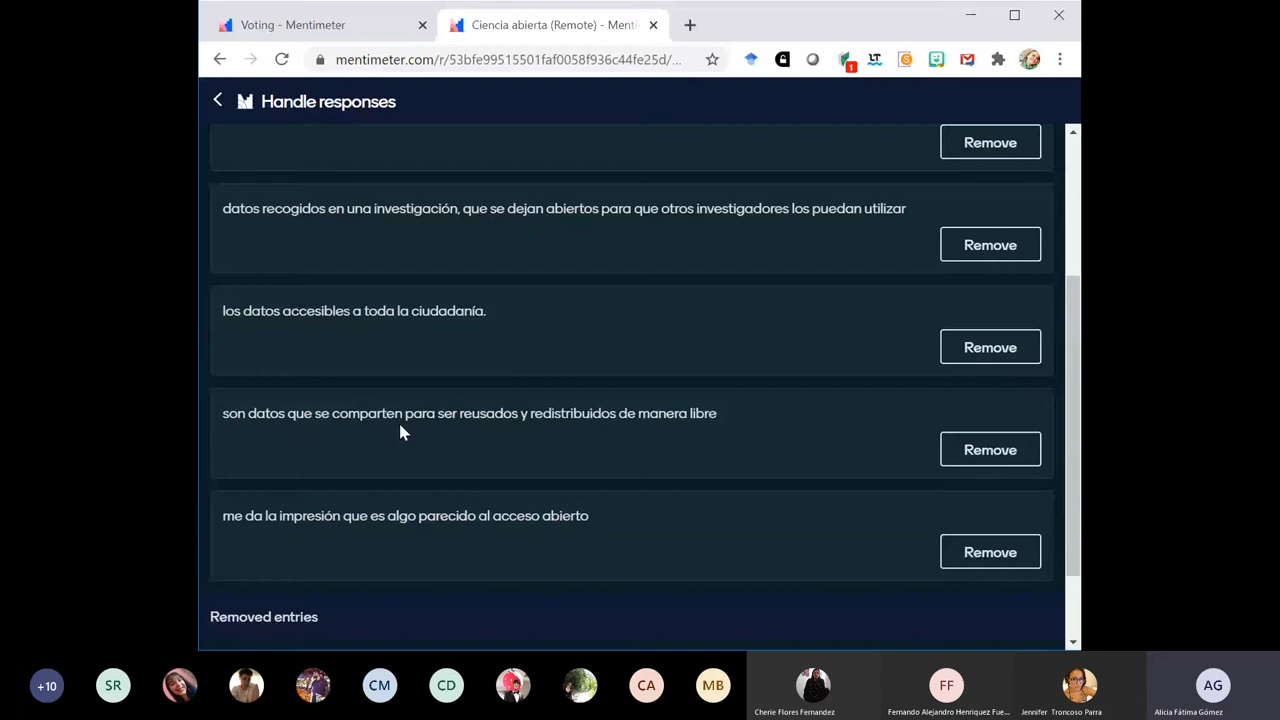 Voting - Mentimeter
Ciencia abierta (Remote) - Menti
mentimeter.com/r/53bfe99515501faf0058f936c44fe25d/...
1
LT
Handle responses
Remove
datos recogidos en una investigación, que se dejan abiertos para que otros investigadores los puedan utilizar
Remove
los datos accesibles a toda la ciudadanía.
Remove
son datos que se comparten para ser reusados y redistribuidos de manera libre
Remove
me da la impresión que es algo parecido al acceso abierto
Remove
Removed entries
+10
SR
CM
CD
CA
MB
FF
AG
Cherie Flores Fernandez
Fernando Alejandro Henriquez Fue...
Jennifer Troncoso Parra
Alicia Fátima Gómez